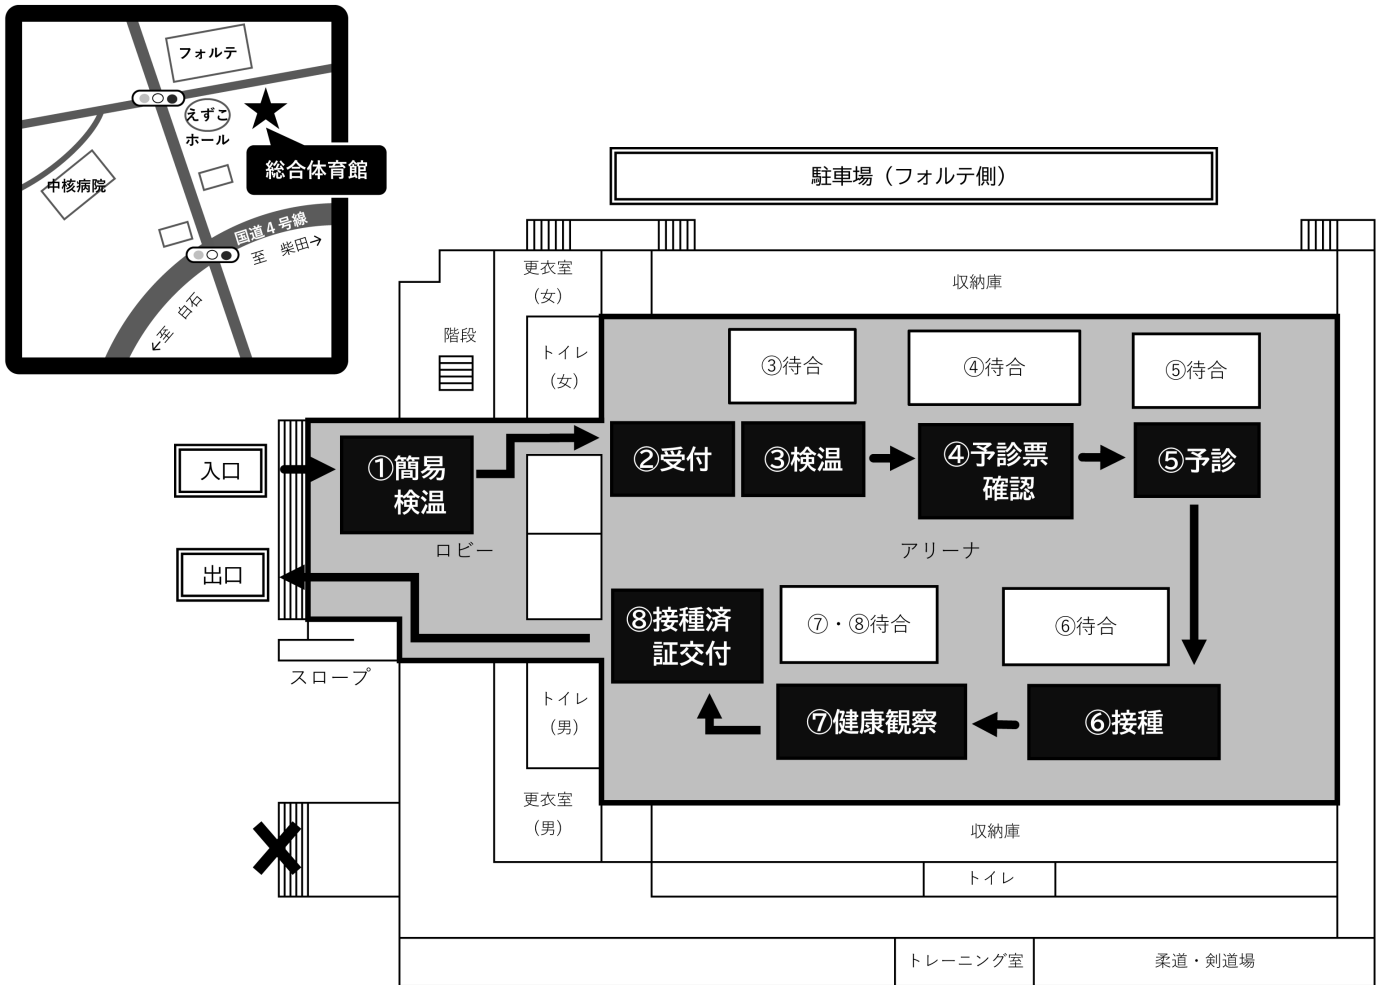 フォルテ
えずこ
ホール
総合体育館
中核病院
国道4号線
至 柴田→
←至 白石
駐車場（フォルテ側）
更衣室
（女）
収納庫
階段
トイレ
（女）
③待合
④待合
⑤待合
入口
①簡易
検温
②受付
③検温
④予診票
確認
⑤予診
ロビー
アリーナ
出口
⑧接種済
証交付
⑦・⑧待合
⑥待合
スロープ
トイレ
（男）
⑦健康観察
⑥接種
更衣室
（男）
収納庫
トイレ
トレーニング室
柔道・剣道場